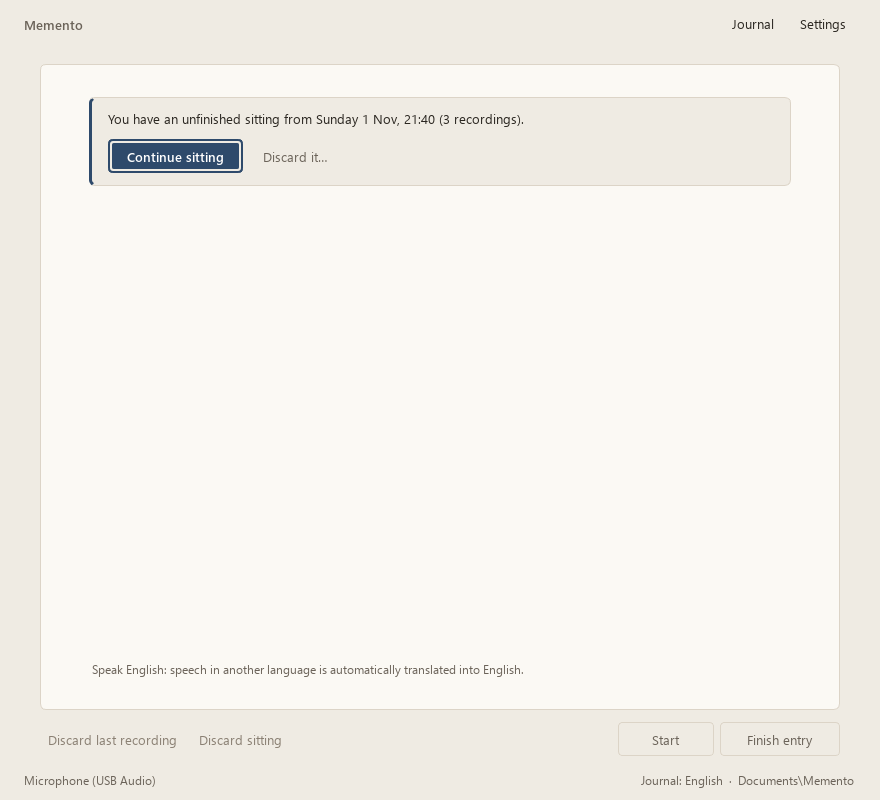 Memento
Journal Settings
You have an unfinished sitting from Sunday 1 Nov, 21:40 (3 recordings).
Continue sitting Discard it...
Speak English: speech in another language is automatically translated into English.
Discard last recording Discard sitting Start Finish entry
Microphone (USB Audio) Journal: English · Documents\Memento